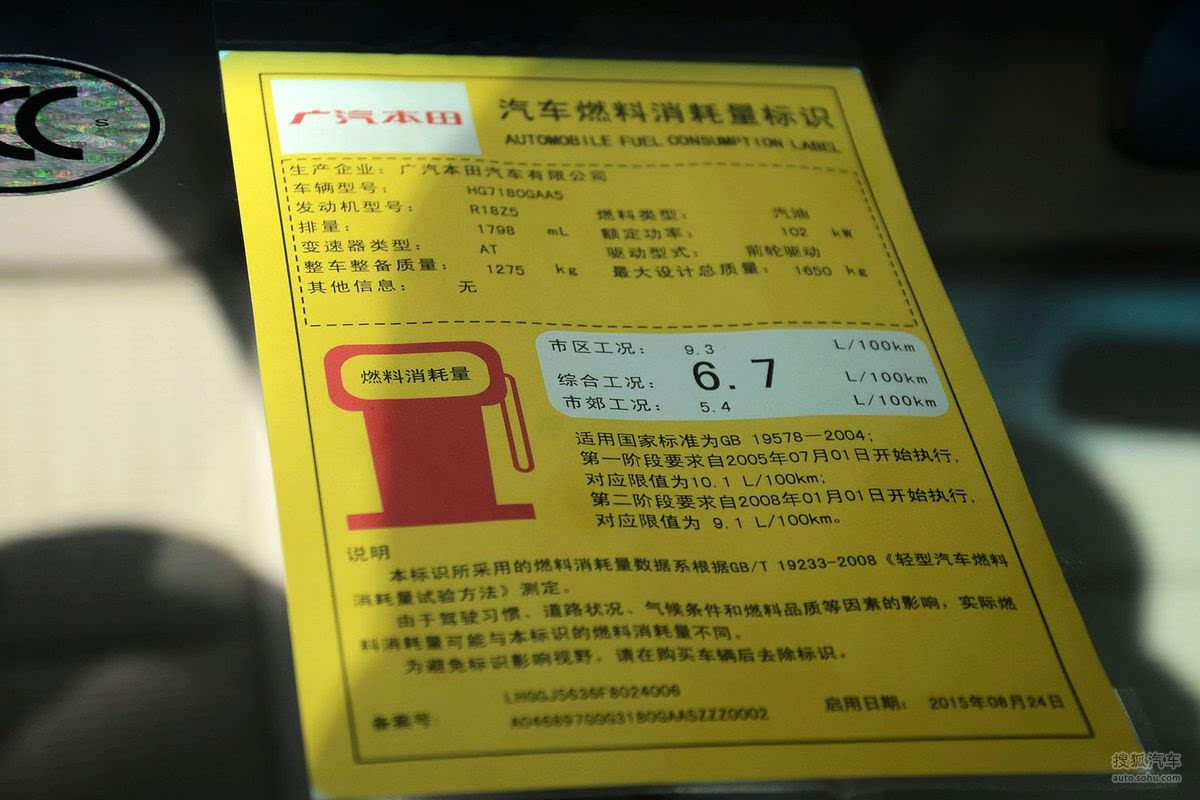 CC
S
广汽本田
汽车燃料消耗量标识
AUTOMOBILE FUEL CONSUMPTION LABEL
生产企业：广汽本田汽车有限公司
车辆型号： HG7180GAA5
发动机型号： R18Z5 燃料类型： 汽油
排量： 1798 mL 额定功率： 102 kW
变速器类型： AT 驱动型式： 前轮驱动
整车整备质量： 1275 kg 最大设计总质量： 1650 kg
其他信息： 无
燃料消耗量
市区工况： 9.3 L/100km
综合工况： 6.7 L/100km
市郊工况： 5.4 L/100km
适用国家标准为GB 19578—2004；
第一阶段要求自2005年07月01日开始执行，
对应限值为10.1 L/100km；
第二阶段要求自2008年01月01日开始执行，
对应限值为 9.1 L/100km。
说明
本标识所采用的燃料消耗量数据系根据GB/T 19233-2008《轻型汽车燃料
消耗量试验方法》测定。
由于驾驶习惯、道路状况、气候条件和燃料品质等因素的影响，实际燃
料消耗量可能与本标识的燃料消耗量不同。
为避免标识影响视野，请在购买车辆后去除标识。
备案号： 启用日期： 2015年08月24日
搜狐汽车
auto.sohu.com